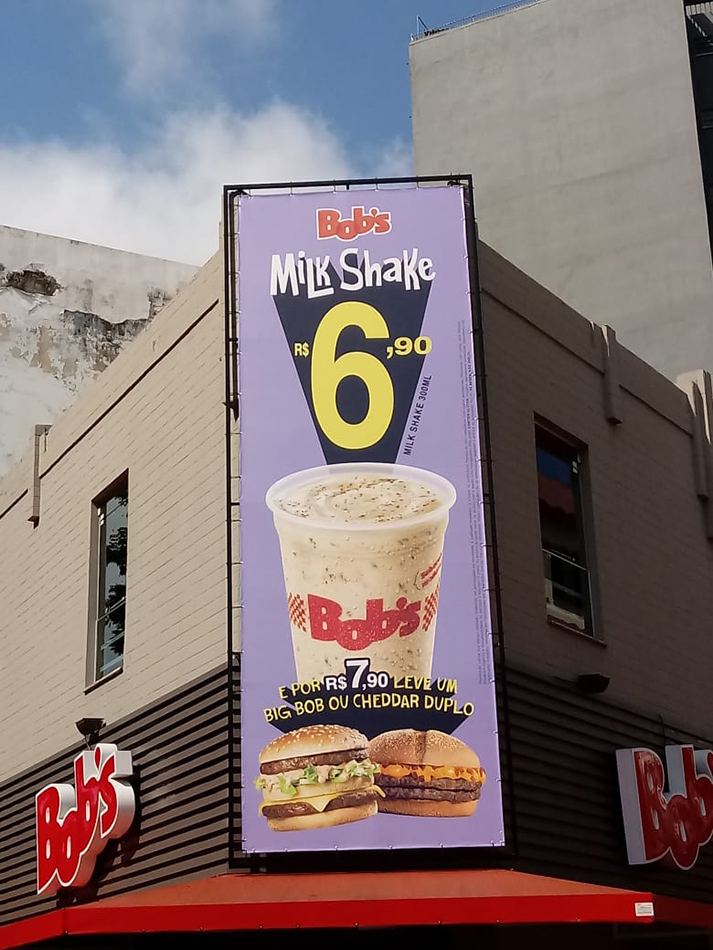 Bob's
MiLK Shake
R$ 6,90
MILK SHAKE 300ML
Bob's
E POR R$7,90 LEVE UM
BIG BOB OU CHEDDAR DUPLO
Bob's
Bob's